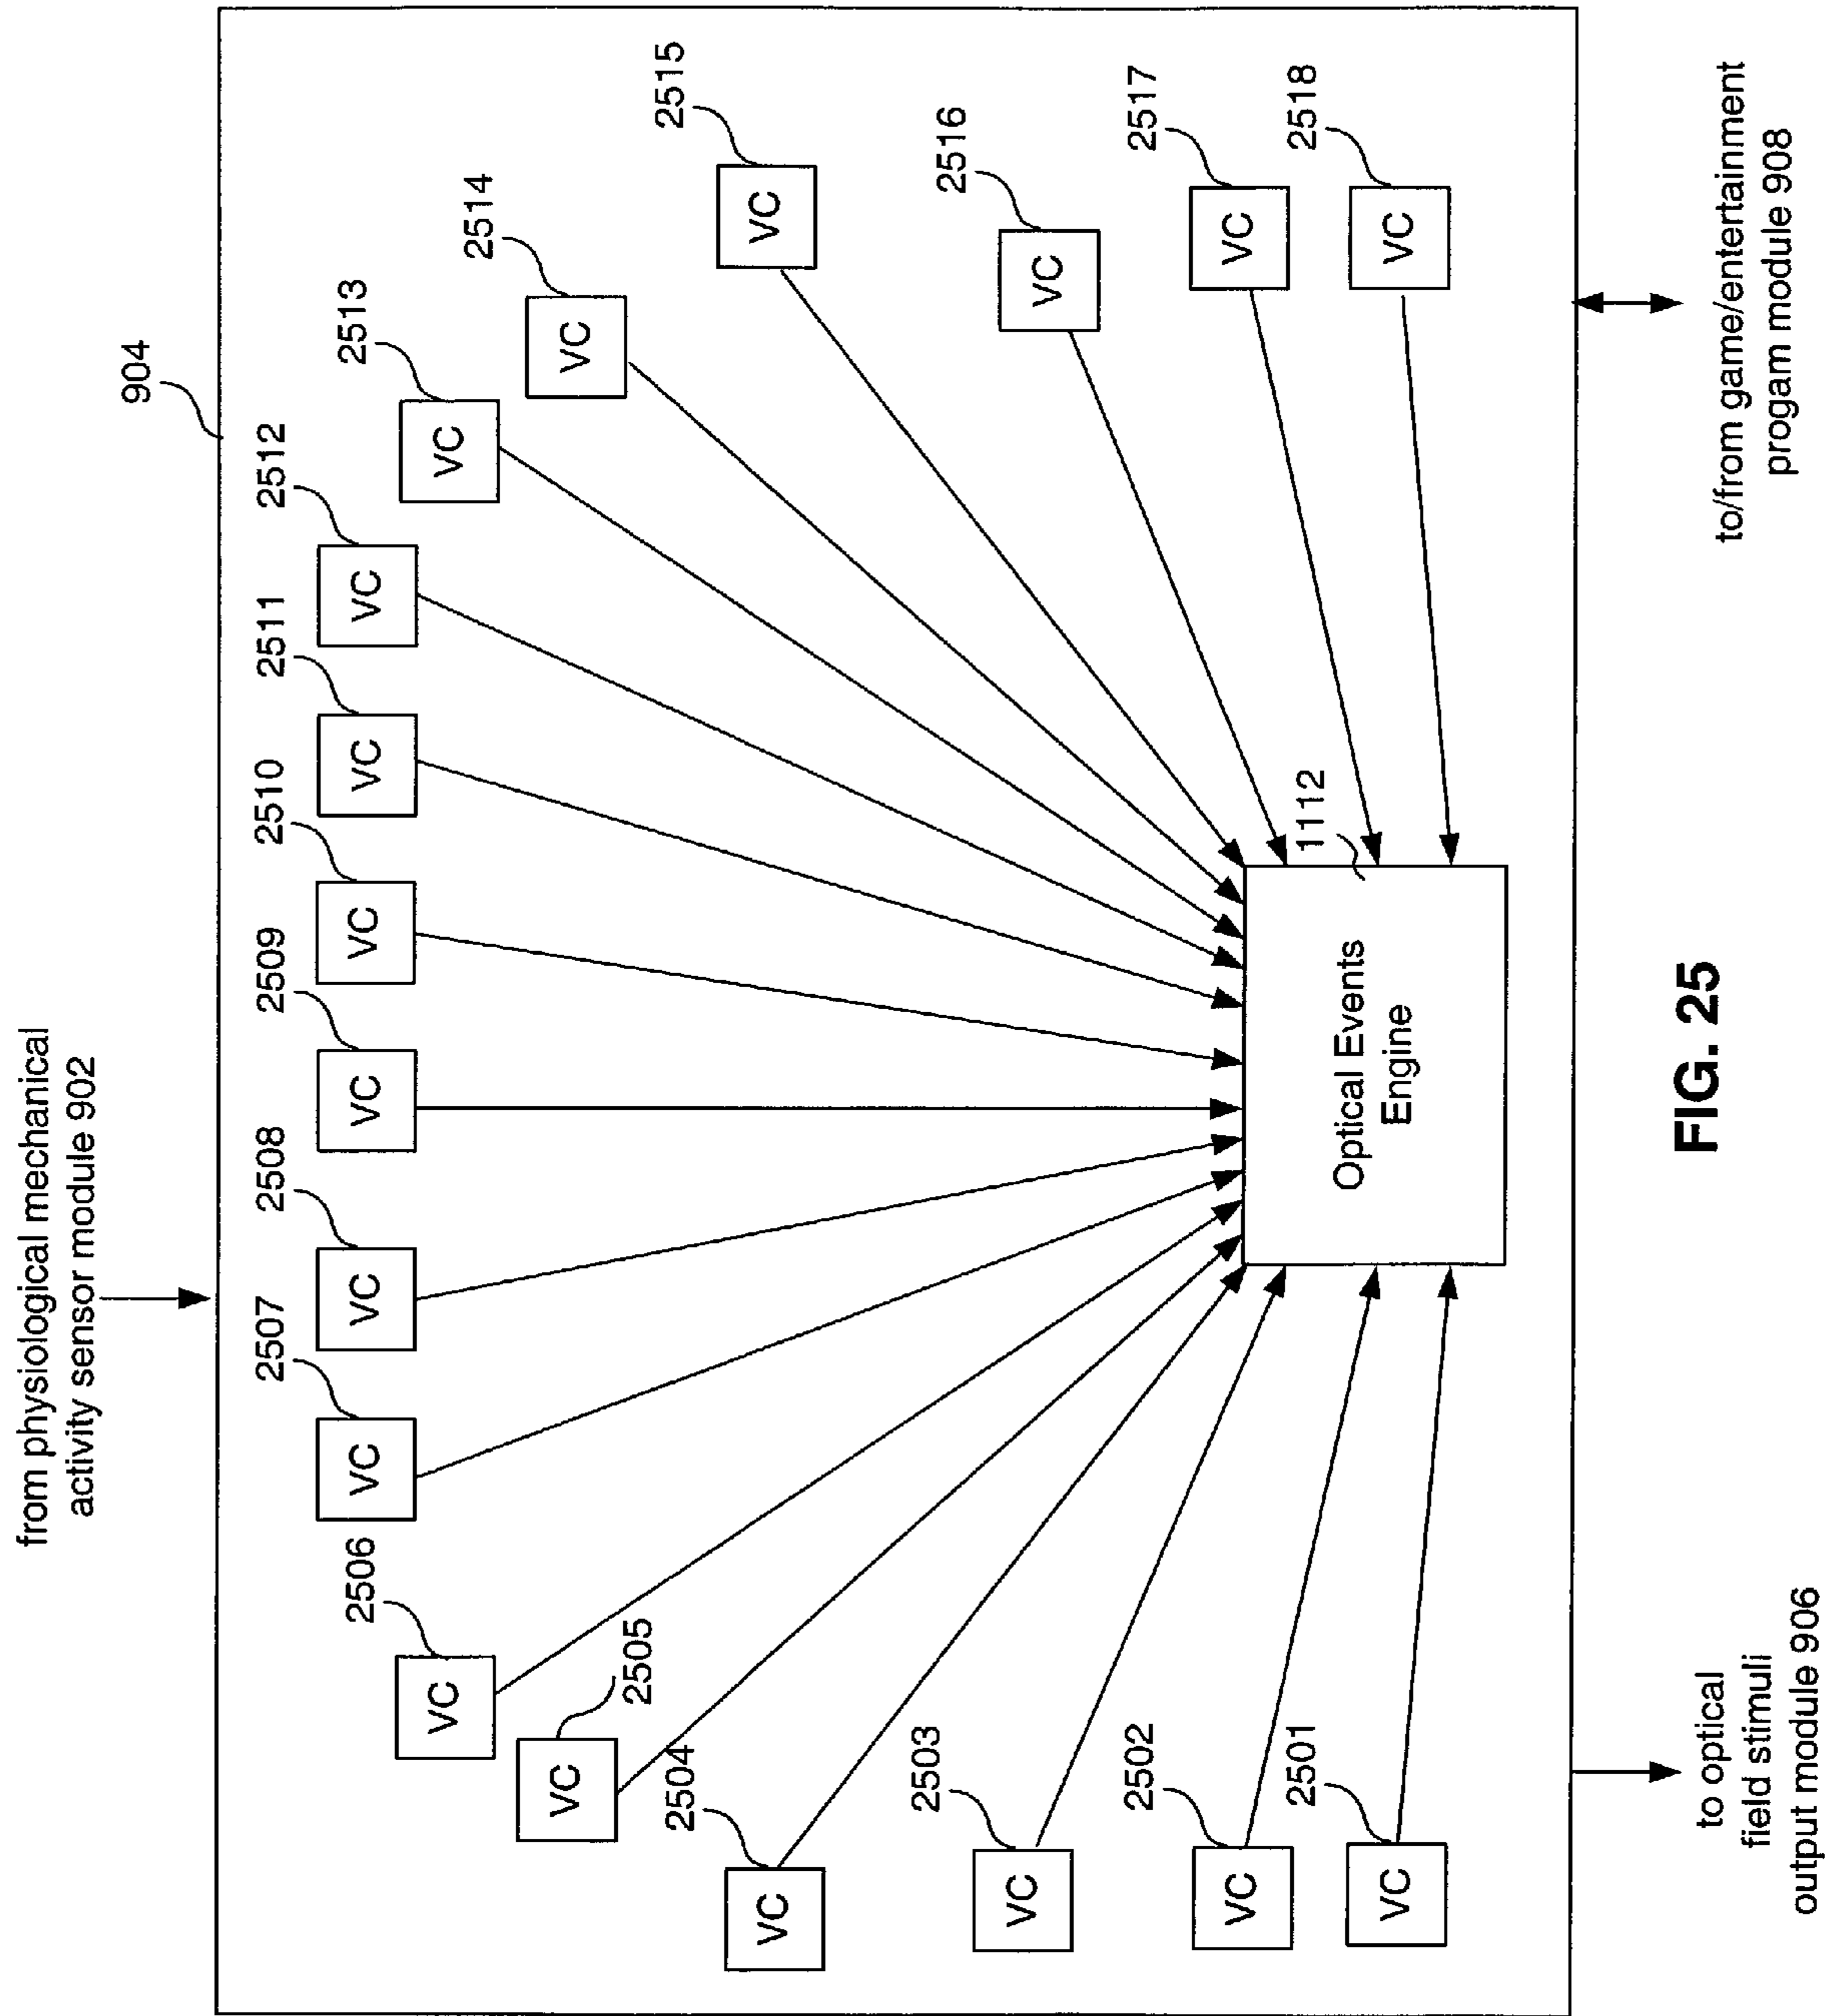 from physiological mechanical
activity sensor module 902
904
2501
VC
2502
VC
2503
VC
2504
VC
2505
VC
2506
VC
2507
VC
2508
VC
2509
VC
2510
VC
2511
VC
2512
VC
2513
VC
2514
VC
2515
VC
2516
VC
2517
VC
2518
VC
1112
Optical Events
Engine
to optical
field stimuli
output module 906
to/from game/entertainment
progam module 908
FIG. 25